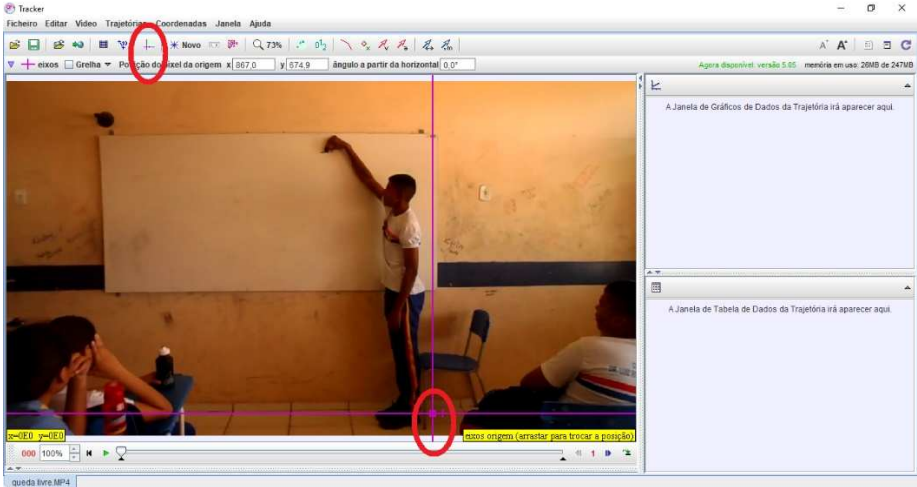 Tracker
Ficheiro Editar Vídeo Trajetórias Coordenadas Janela Ajuda
Novo 73%
eixos Grelha Posição do pixel da origem x 867,0 y 674,9 ângulo a partir da horizontal 0,0° Agora disponível: versão 5.05 memória em uso: 26MB de 247MB
A Janela de Gráficos de Dados da Trajetória irá aparecer aqui.
A Janela de Tabela de Dados da Trajetória irá aparecer aqui.
x=0E0 y=0E0 eixos origem (arrastar para trocar a posição)
000 100% 1
queda livre.MP4